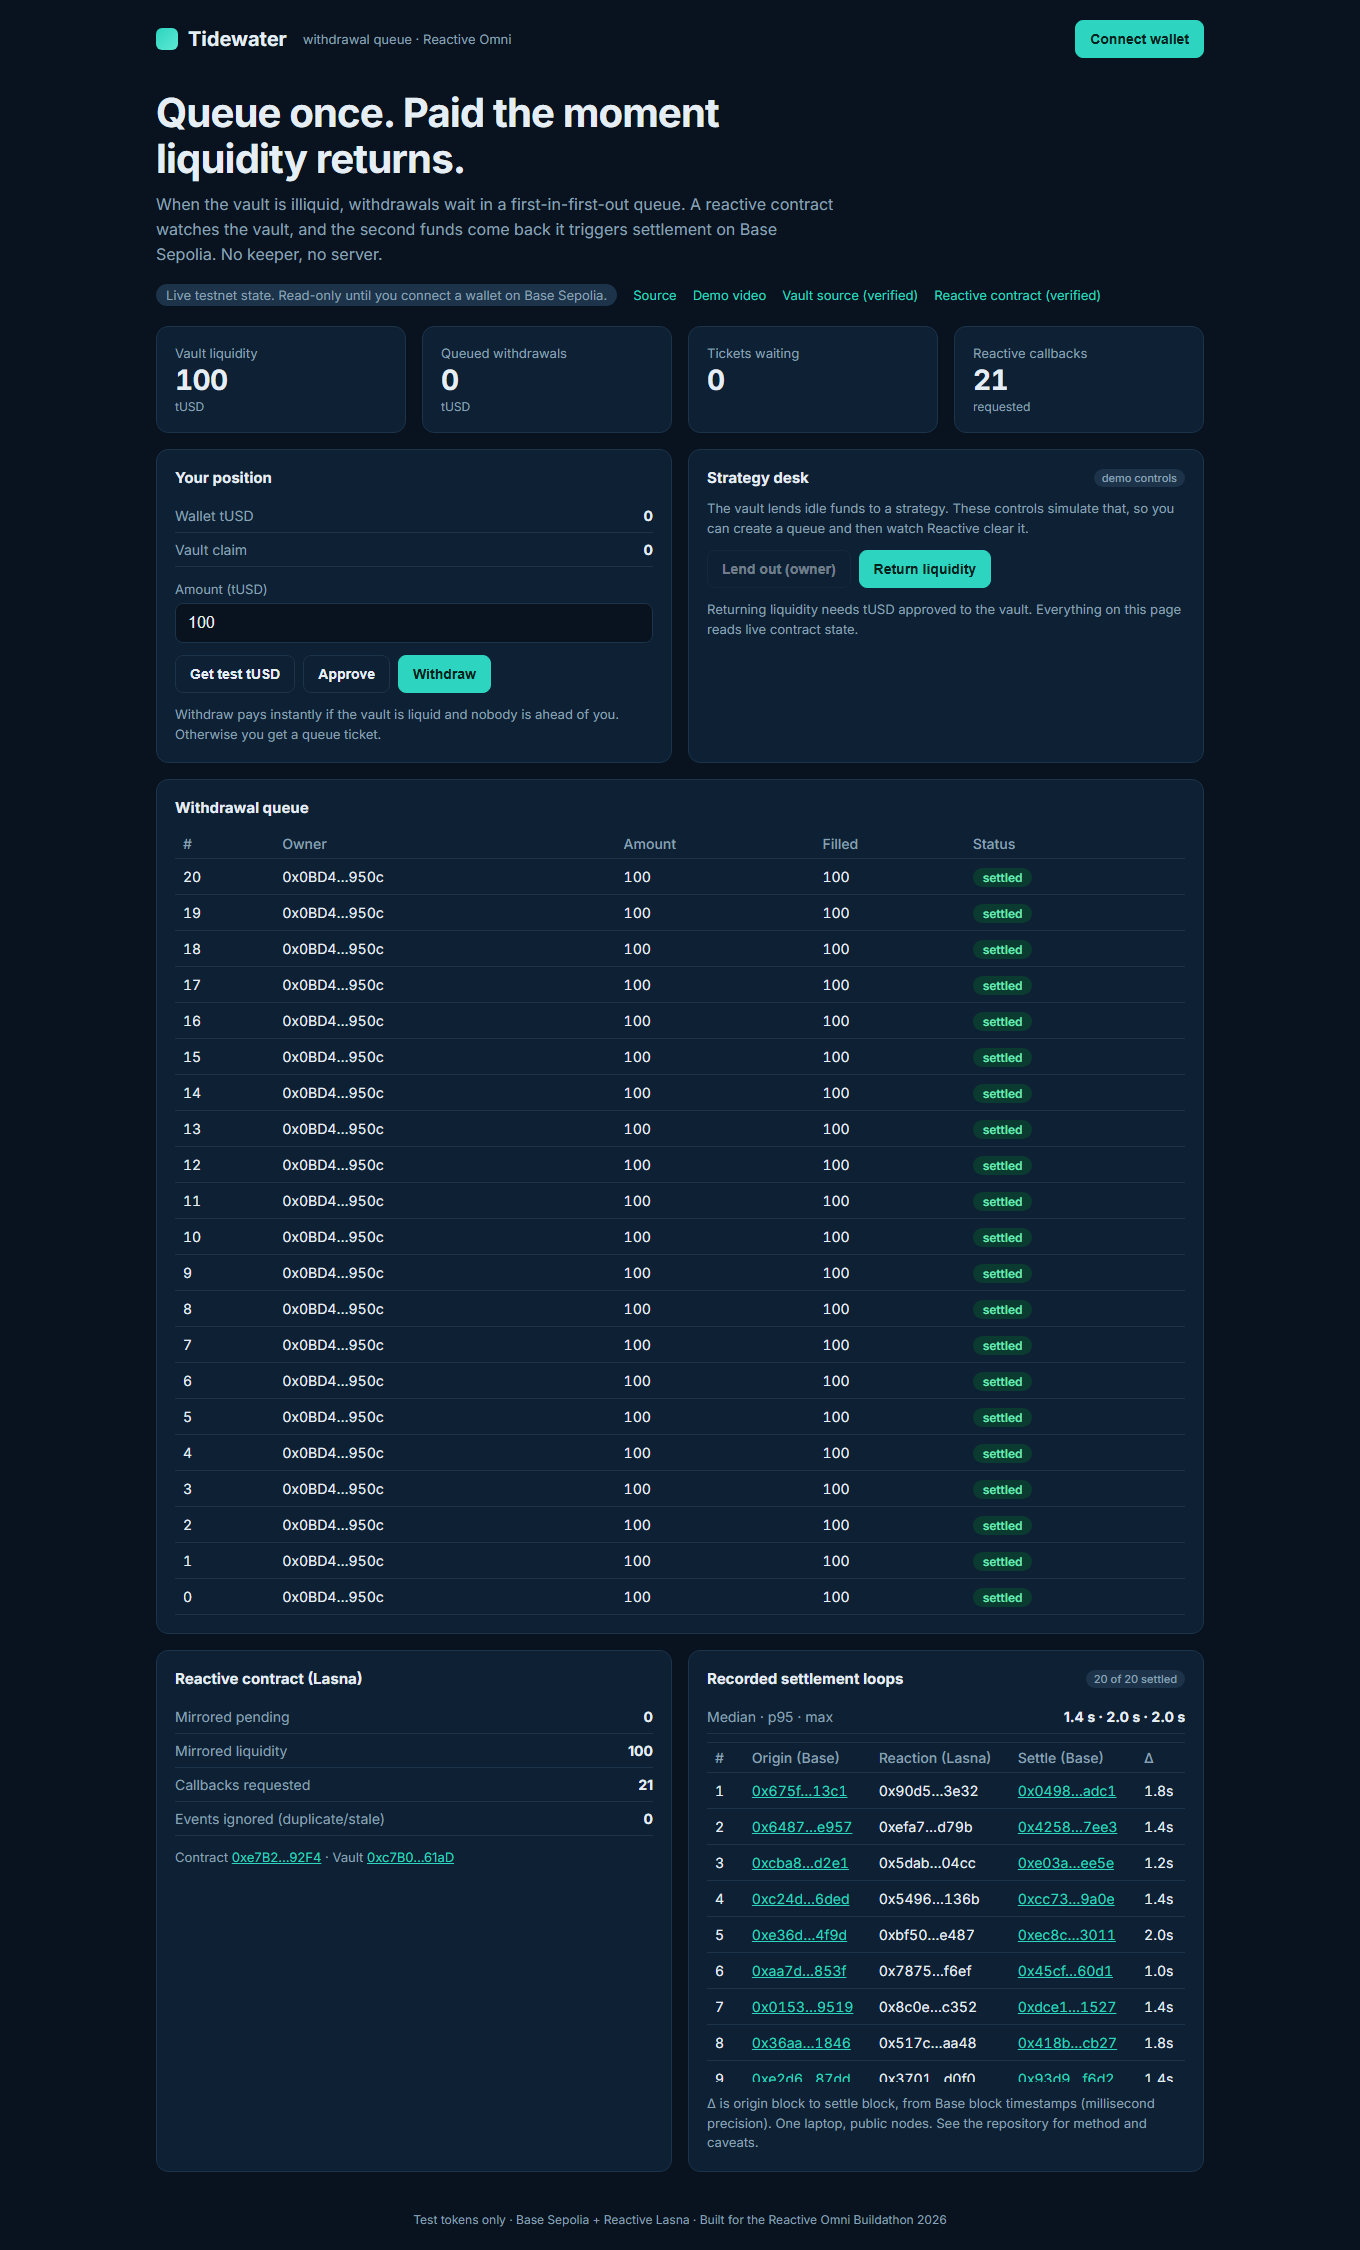 Tidewater withdrawal queue · Reactive Omni
Connect wallet
Queue once. Paid the moment
liquidity returns.
When the vault is illiquid, withdrawals wait in a first-in-first-out queue. A reactive contract
watches the vault, and the second funds come back it triggers settlement on Base
Sepolia. No keeper, no server.
Live testnet state. Read-only until you connect a wallet on Base Sepolia. Source Demo video Vault source (verified) Reactive contract (verified)
Vault liquidity
100
tUSD
Queued withdrawals
0
tUSD
Tickets waiting
0
Reactive callbacks
21
requested
Your position
Wallet tUSD 0
Vault claim 0
Amount (tUSD)
100
Get test tUSD Approve Withdraw
Withdraw pays instantly if the vault is liquid and nobody is ahead of you.
Otherwise you get a queue ticket.
Strategy desk demo controls
The vault lends idle funds to a strategy. These controls simulate that, so you
can create a queue and then watch Reactive clear it.
Lend out (owner) Return liquidity
Returning liquidity needs tUSD approved to the vault. Everything on this page
reads live contract state.
Withdrawal queue
# Owner Amount Filled Status
20 0x0BD4…950c 100 100 settled
19 0x0BD4…950c 100 100 settled
18 0x0BD4…950c 100 100 settled
17 0x0BD4…950c 100 100 settled
16 0x0BD4…950c 100 100 settled
15 0x0BD4…950c 100 100 settled
14 0x0BD4…950c 100 100 settled
13 0x0BD4…950c 100 100 settled
12 0x0BD4…950c 100 100 settled
11 0x0BD4…950c 100 100 settled
10 0x0BD4…950c 100 100 settled
9 0x0BD4…950c 100 100 settled
8 0x0BD4…950c 100 100 settled
7 0x0BD4…950c 100 100 settled
6 0x0BD4…950c 100 100 settled
5 0x0BD4…950c 100 100 settled
4 0x0BD4…950c 100 100 settled
3 0x0BD4…950c 100 100 settled
2 0x0BD4…950c 100 100 settled
1 0x0BD4…950c 100 100 settled
0 0x0BD4…950c 100 100 settled
Reactive contract (Lasna)
Mirrored pending 0
Mirrored liquidity 100
Callbacks requested 21
Events ignored (duplicate/stale) 0
Contract 0xe7B2…92F4 · Vault 0xc7B0…61aD
Recorded settlement loops 20 of 20 settled
Median · p95 · max 1.4 s · 2.0 s · 2.0 s
# Origin (Base) Reaction (Lasna) Settle (Base) Δ
1 0x675f…13c1 0x90d5…3e32 0x0498…adc1 1.8s
2 0x6487…e957 0xefa7…d79b 0x4258…7ee3 1.4s
3 0xcba8…d2e1 0x5dab…04cc 0xe03a…ee5e 1.2s
4 0xc24d…6ded 0x5496…136b 0xcc73…9a0e 1.4s
5 0xe36d…4f9d 0xbf50…e487 0xec8c…3011 2.0s
6 0xaa7d…853f 0x7875…f6ef 0x45cf…60d1 1.0s
7 0x0153…9519 0x8c0e…c352 0xdce1…1527 1.4s
8 0x36aa…1846 0x517c…aa48 0x418b…cb27 1.8s
9 0xe2d6…87dd 0x3701…d0f0 0x93d9…f6d2 1.4s
Δ is origin block to settle block, from Base block timestamps (millisecond
precision). One laptop, public nodes. See the repository for method and
caveats.
Test tokens only · Base Sepolia + Reactive Lasna · Built for the Reactive Omni Buildathon 2026